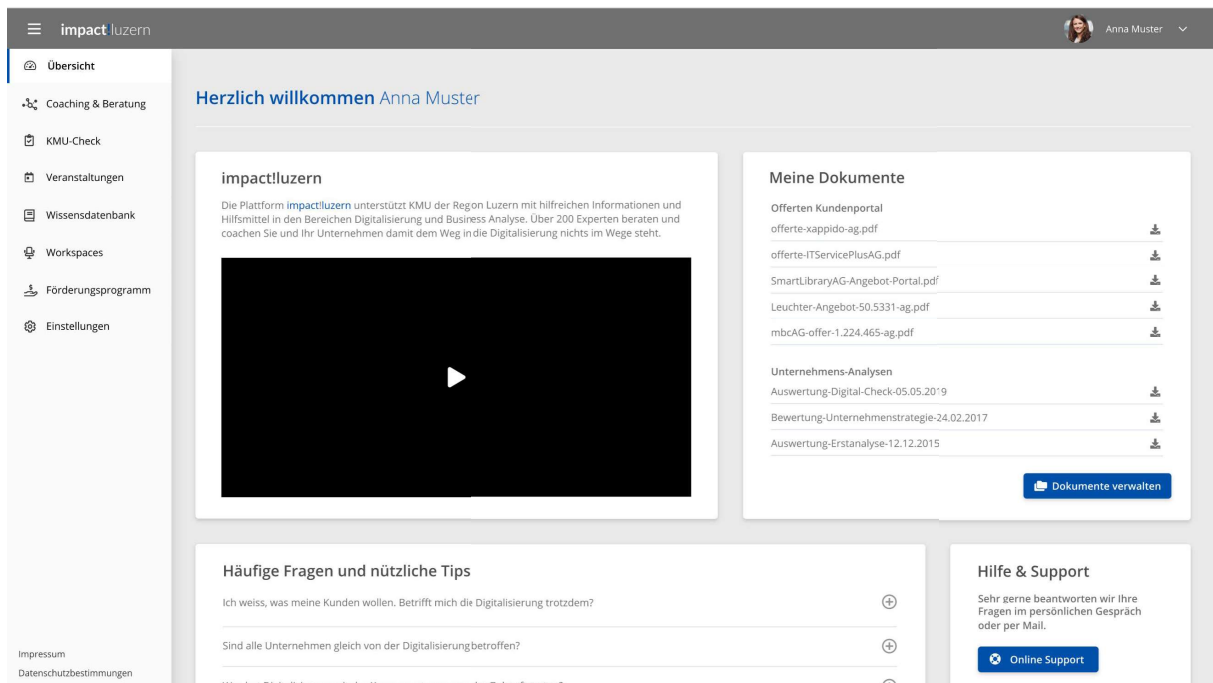 impact!luzern
Anna Muster
Übersicht
Coaching & Beratung
KMU-Check
Veranstaltungen
Wissensdatenbank
Workspaces
Förderungsprogramm
Einstellungen
Impressum
Datenschutzbestimmungen
Herzlich willkommen Anna Muster
impact!luzern
Die Plattform impact!luzern unterstützt KMU der Region Luzern mit hilfreichen Informationen und
Hilfsmittel in den Bereichen Digitalisierung und Business Analyse. Über 200 Experten beraten und
coachen Sie und Ihr Unternehmen damit dem Weg in die Digitalisierung nichts im Wege steht.
Meine Dokumente
Offerten Kundenportal
offerte-xappido-ag.pdf
offerte-ITServicePlusAG.pdf
SmartLibraryAG-Angebot-Portal.pdf
Leuchter-Angebot-50.5331-ag.pdf
mbcAG-offer-1.224.465-ag.pdf
Unternehmens-Analysen
Auswertung-Digital-Check-05.05.2019
Bewertung-Unternehmenstrategie-24.02.2017
Auswertung-Erstanalyse-12.12.2015
Dokumente verwalten
Häufige Fragen und nützliche Tips
Ich weiss, was meine Kunden wollen. Betrifft mich die Digitalisierung trotzdem?
Sind alle Unternehmen gleich von der Digitalisierung betroffen?
Hilfe & Support
Sehr gerne beantworten wir Ihre
Fragen im persönlichen Gespräch
oder per Mail.
Online Support